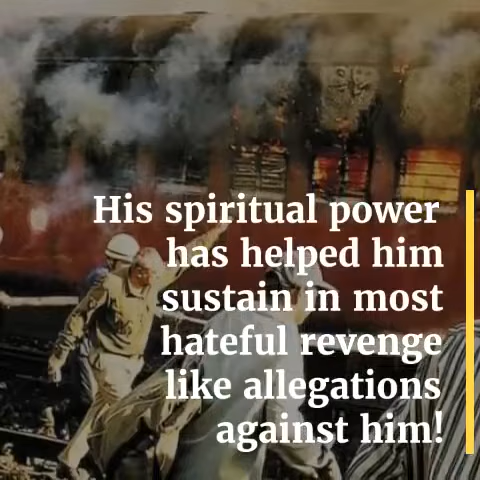 His spiritual power
has helped him
sustain in most
hateful revenge
like allegations
against him!